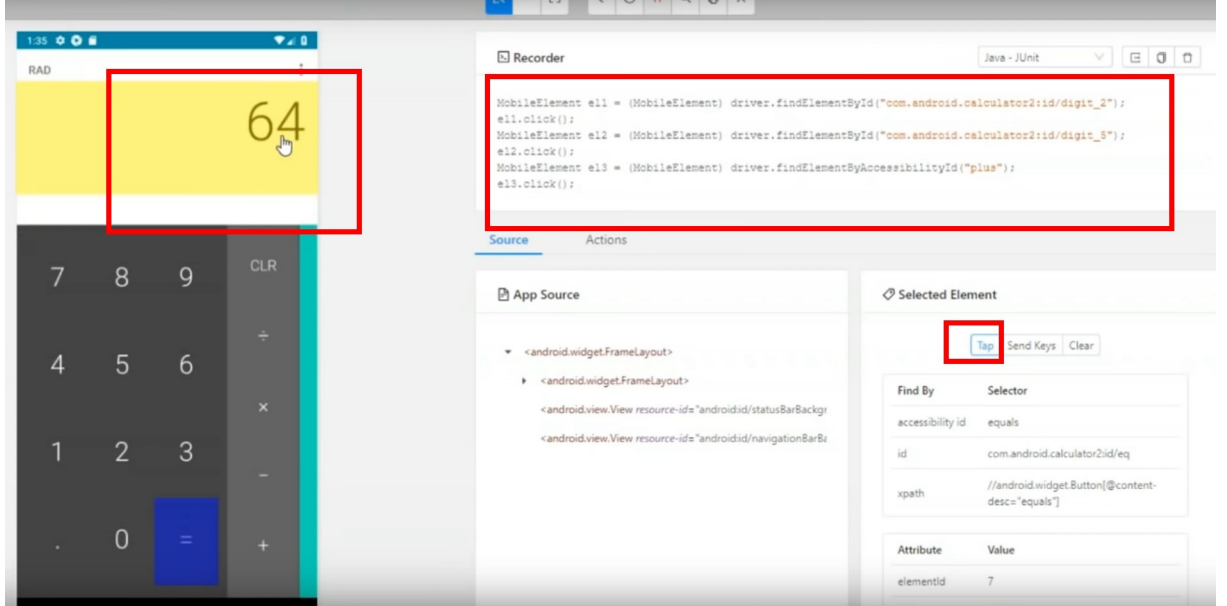 1:35
RAD
64
7 8 9 CLR
÷
4 5 6
×
1 2 3
−
. 0 = +
Recorder
Java - JUnit
MobileElement el1 = (MobileElement) driver.findElementById("com.android.calculator2:id/digit_2");
el1.click();
MobileElement el2 = (MobileElement) driver.findElementById("com.android.calculator2:id/digit_5");
el2.click();
MobileElement el3 = (MobileElement) driver.findElementByAccessibilityId("plus");
el3.click();
Source Actions
App Source
<android.widget.FrameLayout>
<android.widget.FrameLayout>
<android.view.View resource-id="android:id/statusBarBackgr
<android.view.View resource-id="android:id/navigationBarBa
Selected Element
Tap Send Keys Clear
Find By Selector
accessibility id equals
id com.android.calculator2:id/eq
xpath //android.widget.Button[@content-
desc="equals"]
Attribute Value
elementId 7